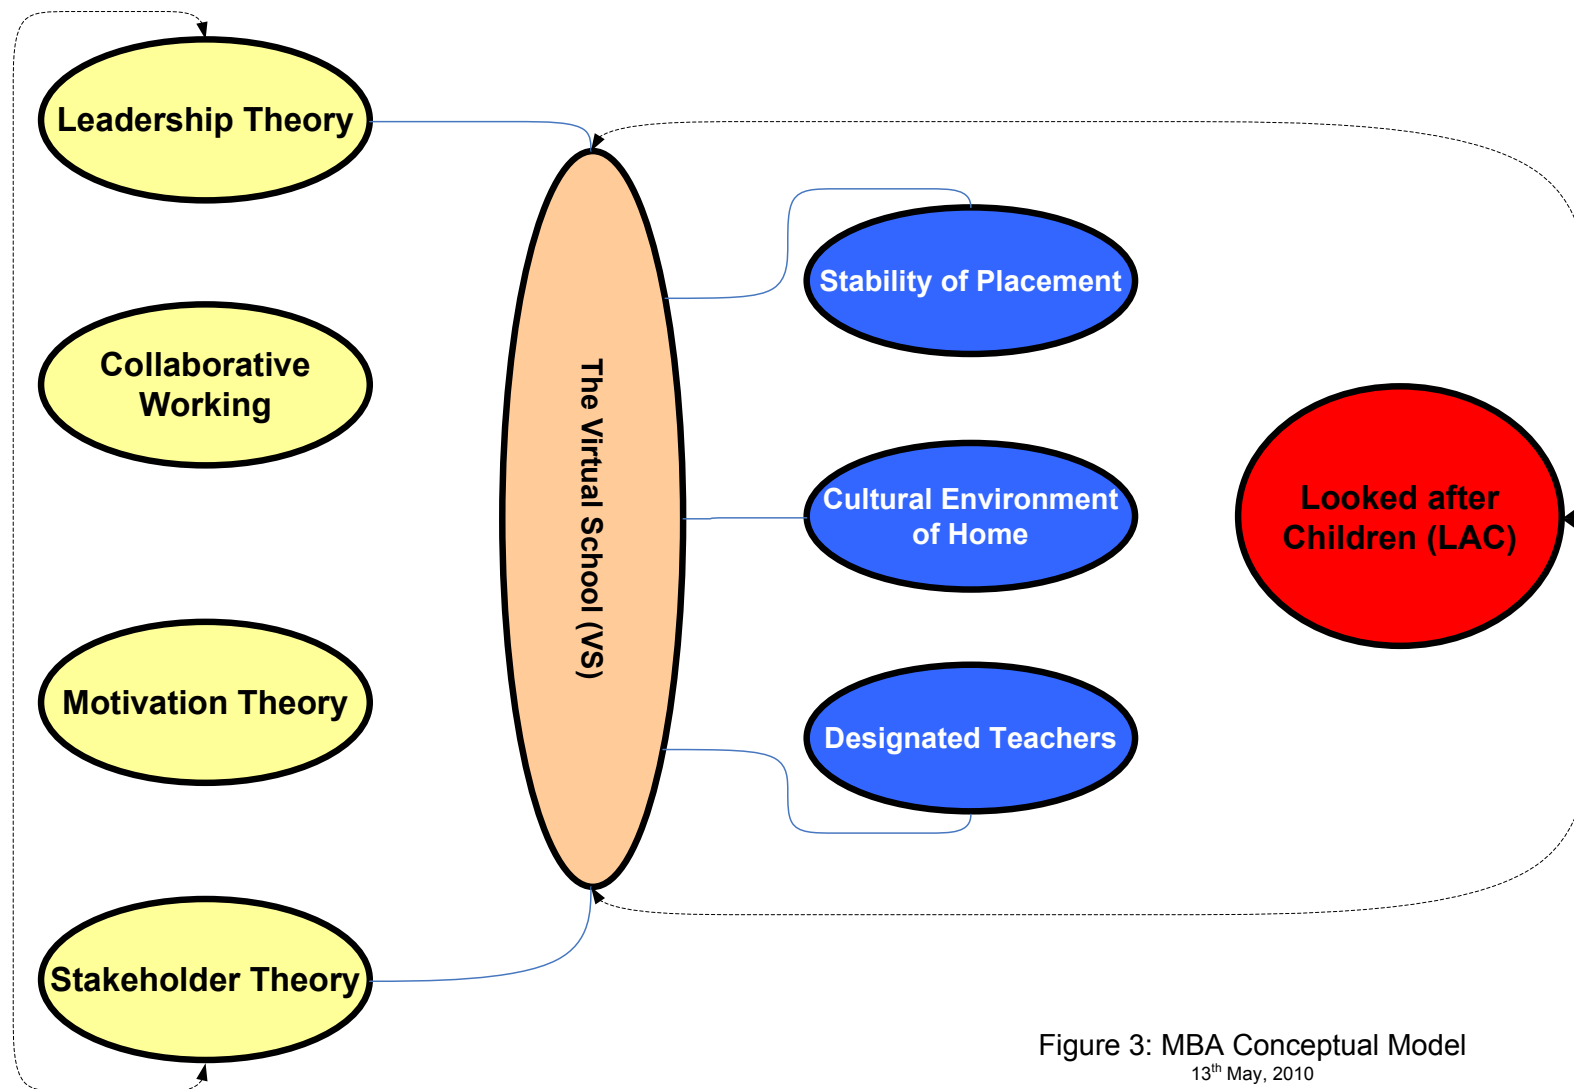 Leadership Theory
Collaborative
Working
Motivation Theory
Stakeholder Theory
The Virtual School (VS)
Stability of Placement
Cultural Environment
of Home
Designated Teachers
Looked after
Children (LAC)
Figure 3: MBA Conceptual Model
13th May, 2010